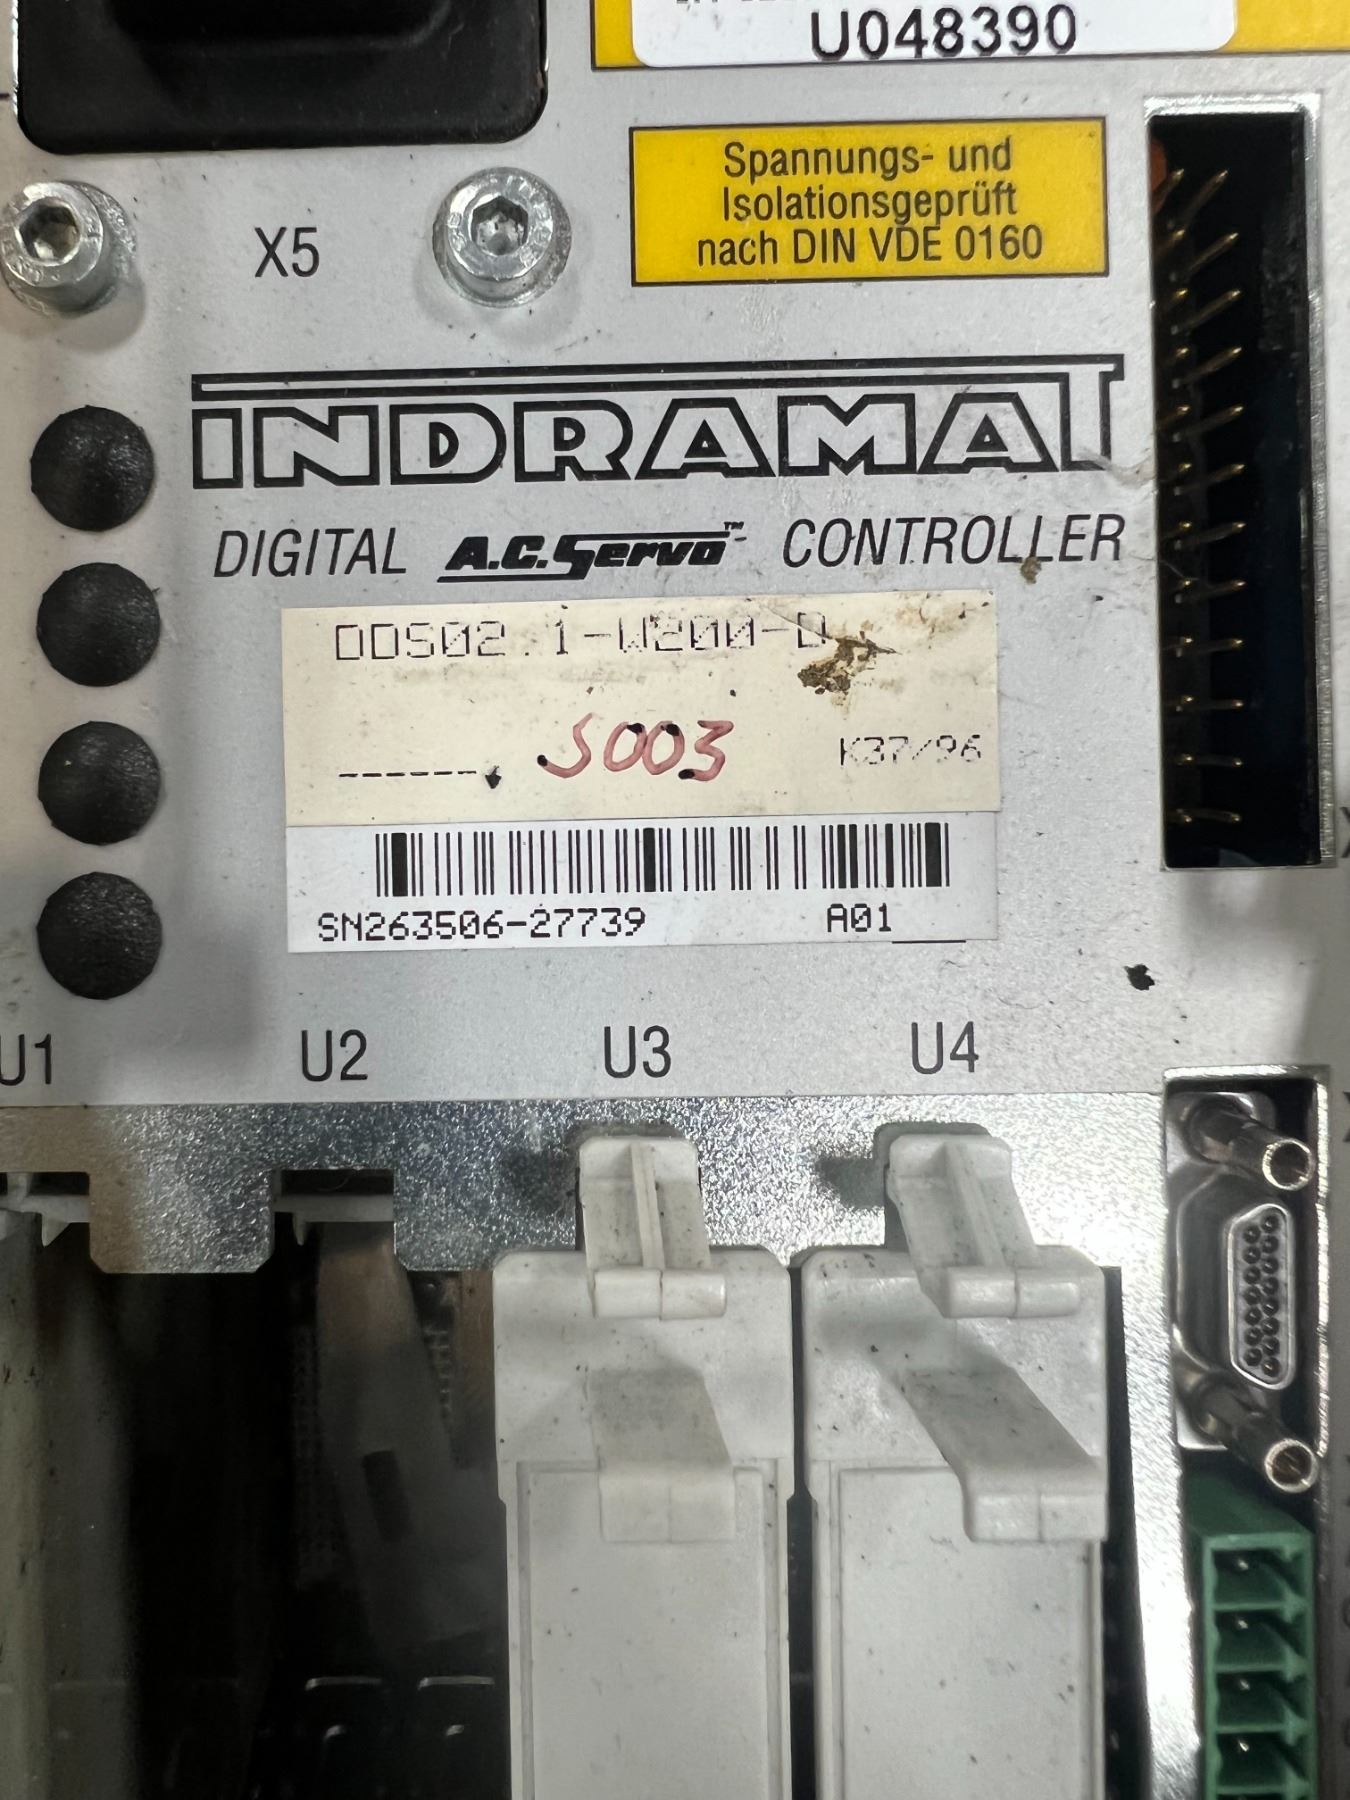 U048390
Spannungs- und
Isolationsgeprüft
nach DIN VDE 0160
X5
INDRAMAT
DIGITAL A.C. Servo™ CONTROLLER
DDS02.1-W200-D
------. S003 K37/96
SN263506-27739 A01
U1 U2 U3 U4